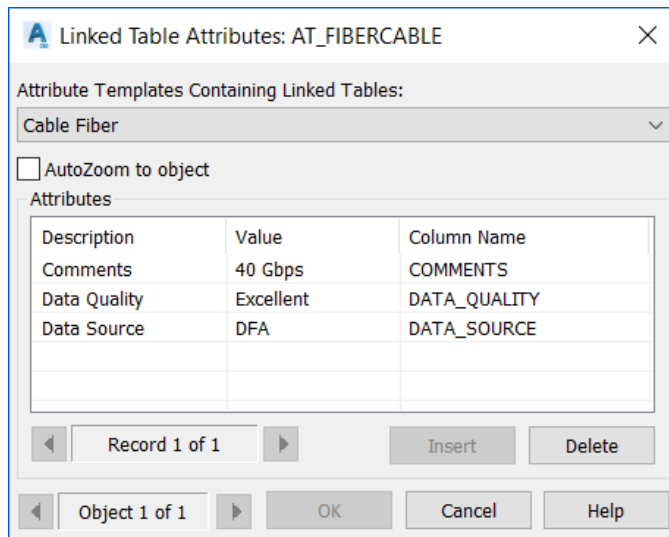 Linked Table Attributes: AT_FIBERCABLE
Attribute Templates Containing Linked Tables:
Cable Fiber
AutoZoom to object
Attributes
Description Value Column Name
Comments 40 Gbps COMMENTS
Data Quality Excellent DATA_QUALITY
Data Source DFA DATA_SOURCE
Record 1 of 1 Insert Delete
Object 1 of 1 OK Cancel Help